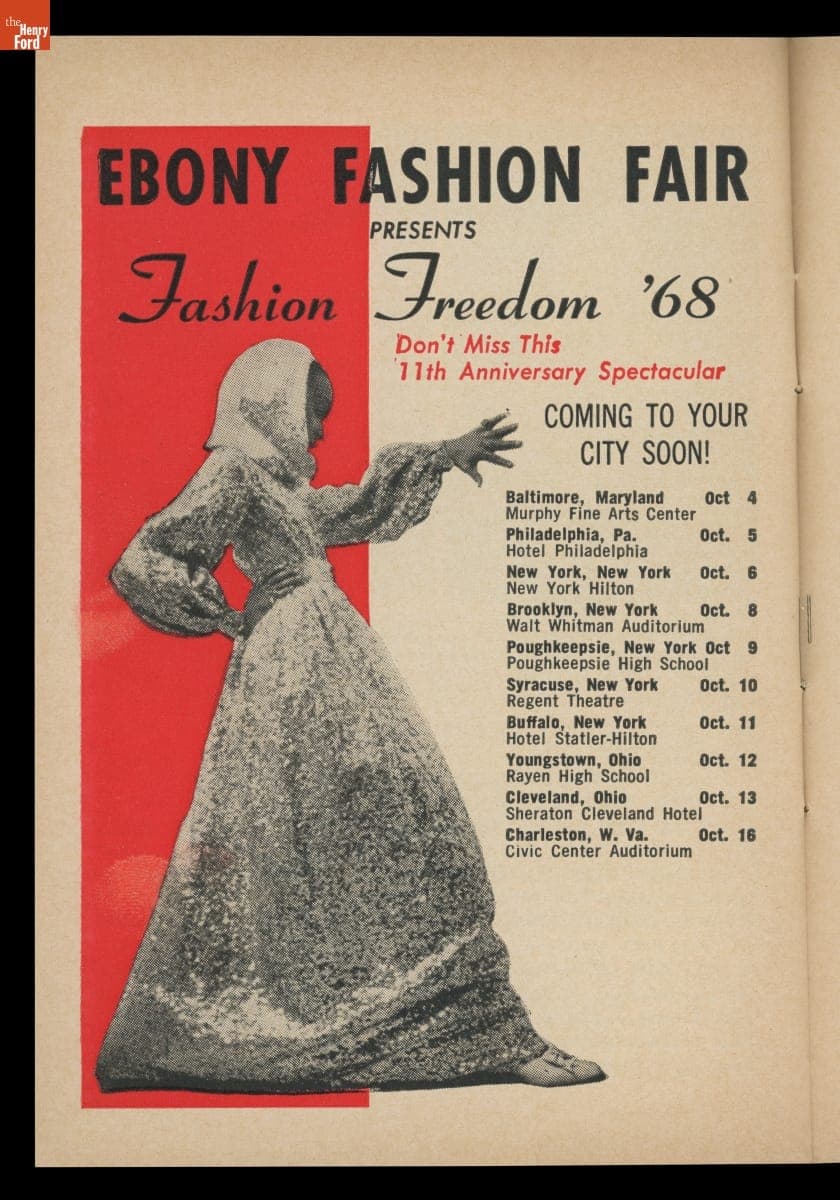 the
Henry
Ford
EBONY FASHION FAIR
PRESENTS
Fashion Freedom '68
Don't Miss This
11th Anniversary Spectacular
COMING TO YOUR
CITY SOON!
Baltimore, Maryland Oct 4
Murphy Fine Arts Center
Philadelphia, Pa. Oct. 5
Hotel Philadelphia
New York, New York Oct. 6
New York Hilton
Brooklyn, New York Oct. 8
Walt Whitman Auditorium
Poughkeepsie, New York Oct 9
Poughkeepsie High School
Syracuse, New York Oct. 10
Regent Theatre
Buffalo, New York Oct. 11
Hotel Statler-Hilton
Youngstown, Ohio Oct. 12
Rayen High School
Cleveland, Ohio Oct. 13
Sheraton Cleveland Hotel
Charleston, W. Va. Oct. 16
Civic Center Auditorium